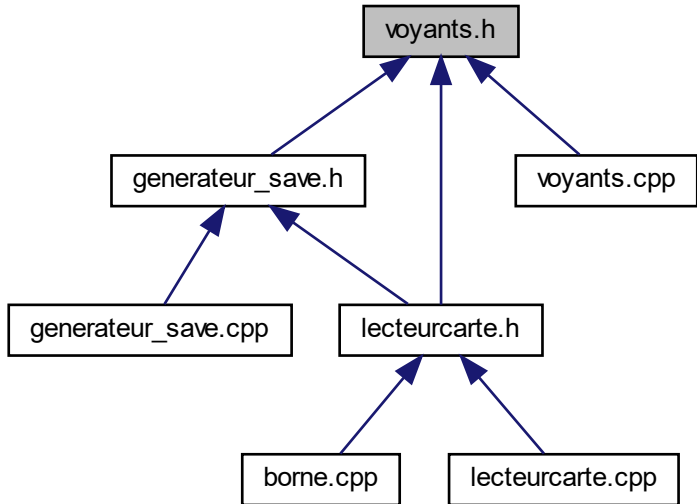 voyants.h
generateur_save.h
voyants.cpp
generateur_save.cpp
lecteurcarte.h
borne.cpp
lecteurcarte.cpp